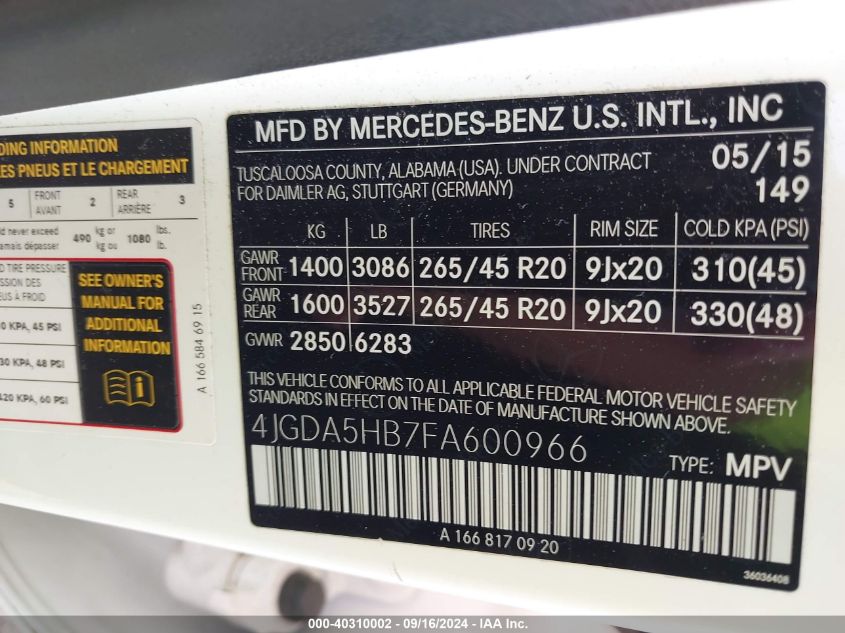 DING INFORMATION
LES PNEUS ET LE CHARGEMENT
5 FRONT AVANT 2 REAR ARRIÈRE 3
d never exceed
amais dépasser 490 kg or kg ou 1080 lbs. lb.
D TIRE PRESSURE
SSION DES
US À FROID
0 KPA, 45 PSI
30 KPA, 48 PSI
420 KPA, 60 PSI
SEE OWNER'S
MANUAL FOR
ADDITIONAL
INFORMATION
A 166 584 69 15
MFD BY MERCEDES-BENZ U.S. INTL., INC
TUSCALOOSA COUNTY, ALABAMA (USA). UNDER CONTRACT
FOR DAIMLER AG, STUTTGART (GERMANY)
05/15
149
KG LB TIRES RIM SIZE COLD KPA (PSI)
GAWR FRONT 1400 3086 265/45 R20 9Jx20 310(45)
GAWR REAR 1600 3527 265/45 R20 9Jx20 330(48)
GVWR 2850 6283
THIS VEHICLE CONFORMS TO ALL APPLICABLE FEDERAL MOTOR VEHICLE SAFETY
STANDARDS IN EFFECT ON THE DATE OF MANUFACTURE SHOWN ABOVE.
4JGDA5HB7FA600966
TYPE: MPV
A 166 817 09 20
36036408
000-40310002 - 09/16/2024 - IAA Inc.